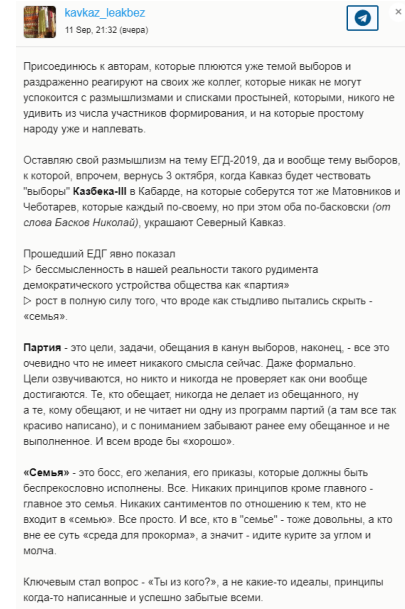 kavkaz_leakbez
11 Sep, 21:32 (вчера)
Присоединюсь к авторам, которые плюются уже темой выборов и
раздраженно реагируют на своих же коллег, которые никак не могут
успокоится с размышлизмами и списками простыней, которыми, никого не
удивить из числа участников формирования, и на которые простому
народу уже и наплевать.
Оставляю свой размышлизм на тему ЕГД-2019, да и вообще тему выборов,
к которой, впрочем, вернусь 3 октября, когда Кавказ будет чествовать
"выборы" Казбека-III в Кабарде, на которые соберутся тот же Матовников и
Чеботарев, которые каждый по-своему, но при этом оба по-басковски (от
слова Басков Николай), украшают Северный Кавказ.
Прошедший ЕДГ явно показал
▷ бессмысленность в нашей реальности такого рудимента
демократического устройства общества как «партия»
▷ рост в полную силу того, что вроде как стыдливо пытались скрыть -
«семья».
Партия - это цели, задачи, обещания в канун выборов, наконец, - все это
очевидно что не имеет никакого смысла сейчас. Даже формально.
Цели озвучиваются, но никто и никогда не проверяет как они вообще
достигаются. Те, кто обещает, никогда не делает из обещанного, ну
а те, кому обещают, и не читает ни одну из программ партий (а там все так
красиво написано), и с пониманием забывают ранее ему обещанное и не
выполненное. И всем вроде бы «хорошо».
«Семья» - это босс, его желания, его приказы, которые должны быть
беспрекословно исполнены. Все. Никаких принципов кроме главного -
главное это семья. Никаких сантиментов по отношению к тем, кто не
входит в «семью». Все просто. И все, кто в "семье" - тоже довольны, а кто
вне ее суть «среда для прокорма», а значит - идите курите за углом и
молча.
Ключевым стал вопрос - «Ты из кого?», а не какие-то идеалы, принципы
когда-то написанные и успешно забытые всеми.